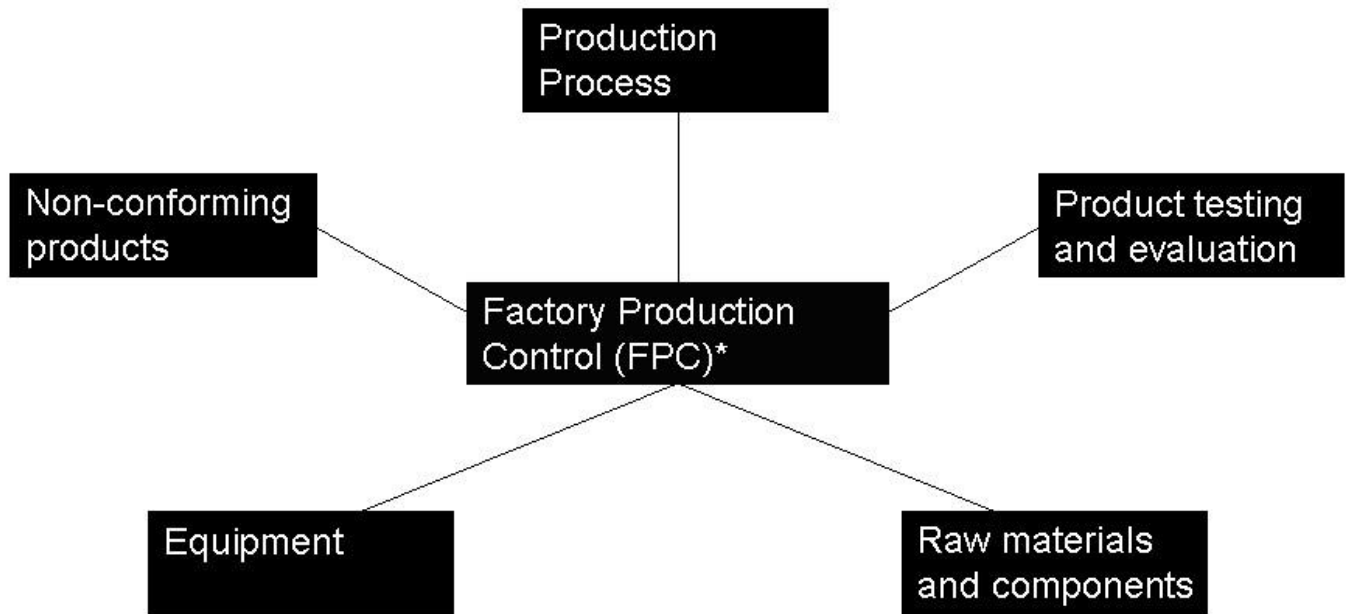 Production
Process
Non-conforming
products
Product testing
and evaluation
Factory Production
Control (FPC)*
Equipment
Raw materials
and components